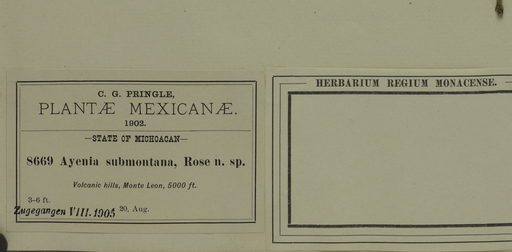 C. G. PRINGLE,
PLANTÆ MEXICANÆ.
1902.
—STATE OF MICHOACAN—
8669 Ayenia submontana, Rose n. sp.
Volcanic hills, Monte Leon, 5000 ft.
3-6 ft.
Zugegangen VIII. 1905 20, Aug.
HERBARIUM REGIUM MONACENSE.